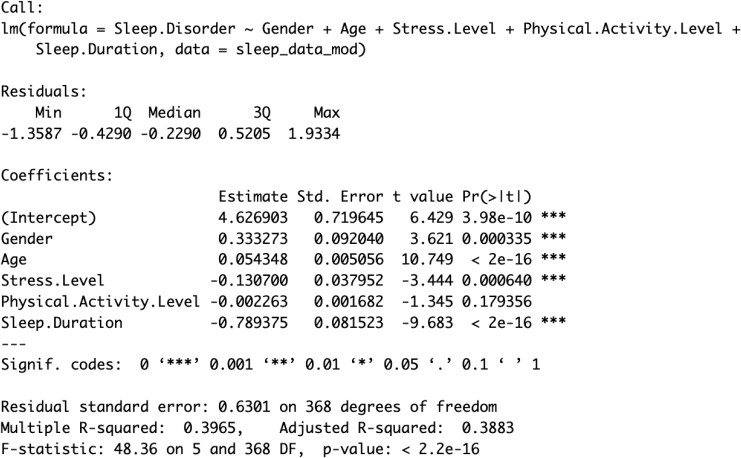 Call:
lm(formula = Sleep.Disorder ~ Gender + Age + Stress.Level + Physical.Activity.Level +
    Sleep.Duration, data = sleep_data_mod)
Residuals:
    Min      1Q  Median      3Q     Max
-1.3587 -0.4290 -0.2290  0.5205  1.9334
Coefficients:
                         Estimate Std. Error t value Pr(>|t|)
(Intercept)              4.626903   0.719645   6.429 3.98e-10 ***
Gender                   0.333273   0.092040   3.621 0.000335 ***
Age                      0.054348   0.005056  10.749  < 2e-16 ***
Stress.Level            -0.130700   0.037952  -3.444 0.000640 ***
Physical.Activity.Level -0.002263   0.001682  -1.345 0.179356
Sleep.Duration          -0.789375   0.081523  -9.683  < 2e-16 ***
---
Signif. codes:  0 ‘***’ 0.001 ‘**’ 0.01 ‘*’ 0.05 ‘.’ 0.1 ‘ ’ 1
Residual standard error: 0.6301 on 368 degrees of freedom
Multiple R-squared:  0.3965,    Adjusted R-squared:  0.3883
F-statistic: 48.36 on 5 and 368 DF,  p-value: < 2.2e-16